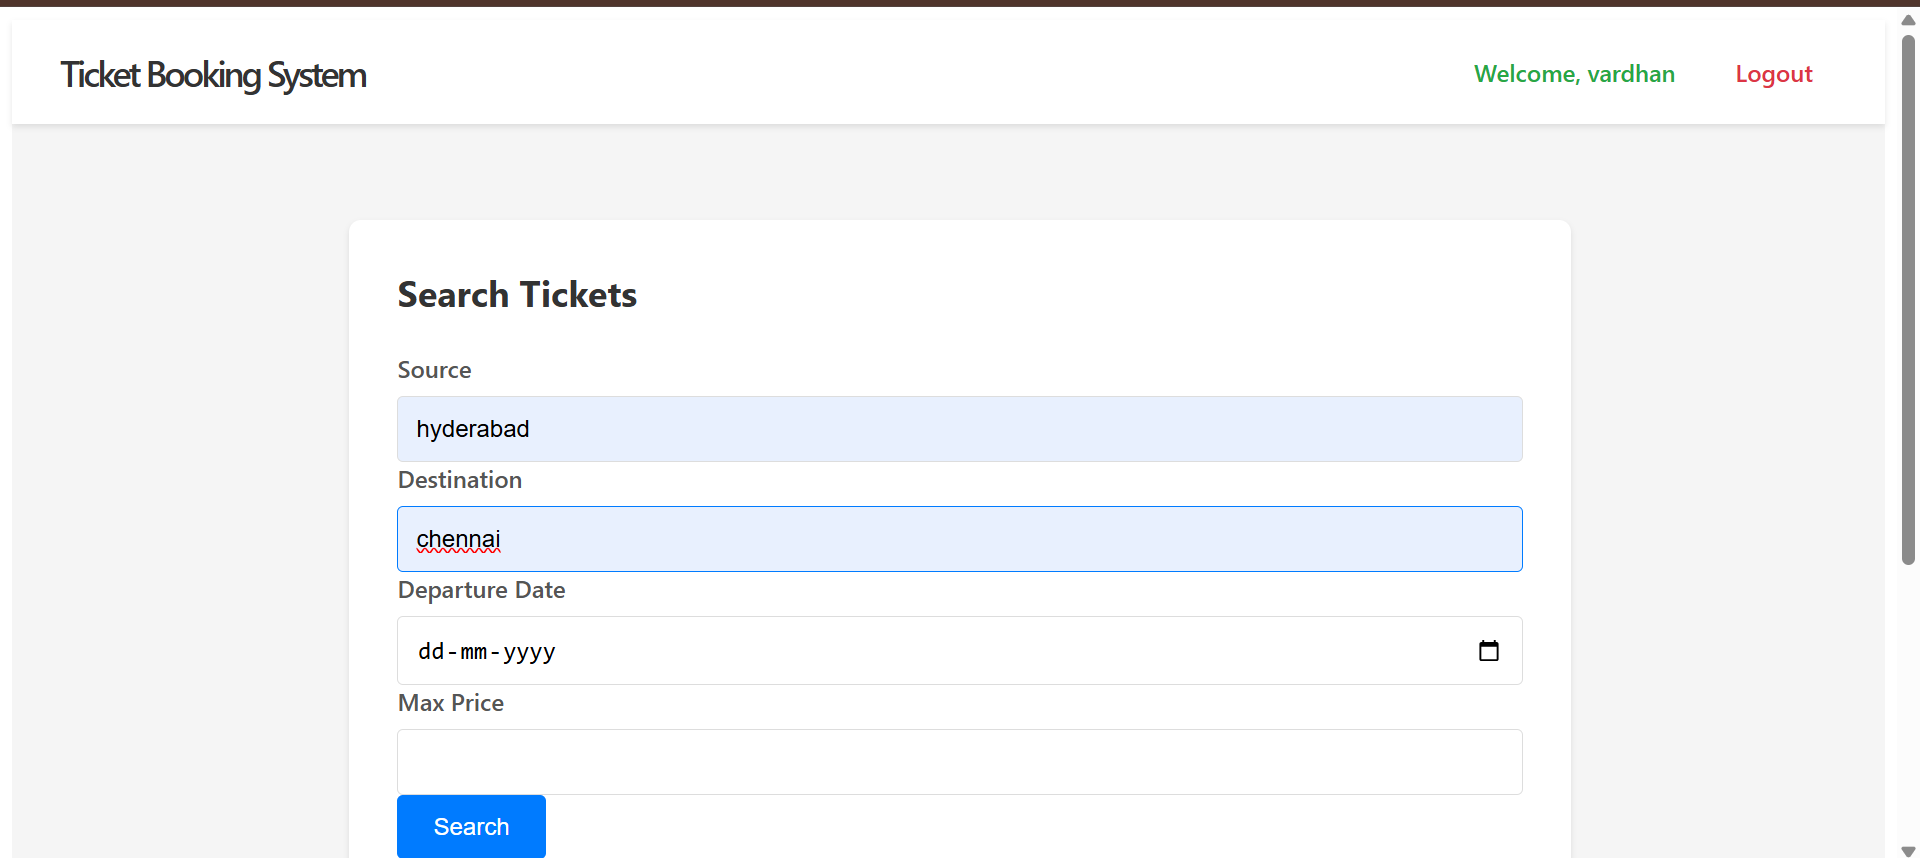 Ticket Booking System
Welcome, vardhan
Logout
Search Tickets
Source
hyderabad
Destination
chennai
Departure Date
dd-mm-yyyy
Max Price
Search